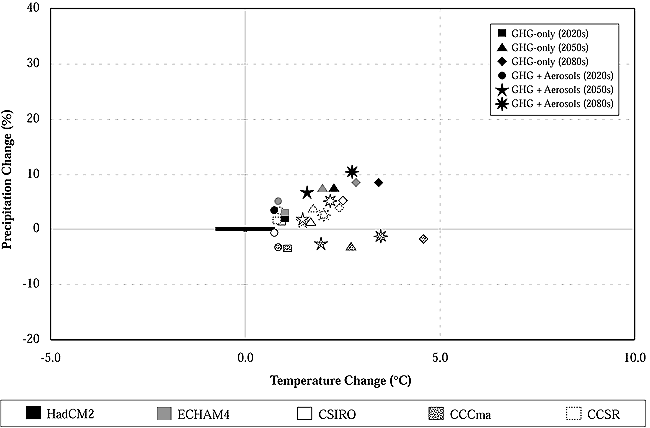 40
30
20
10
0
-10
-20
Precipitation Change (%)
GHG-only (2020s)
GHG-only (2050s)
GHG-only (2080s)
GHG + Aerosols (2020s)
GHG + Aerosols (2050s)
GHG + Aerosols (2080s)
-5.0 0.0 5.0 10.0
Temperature Change (°C)
HadCM2 ECHAM4 CSIRO CCCma CCSR